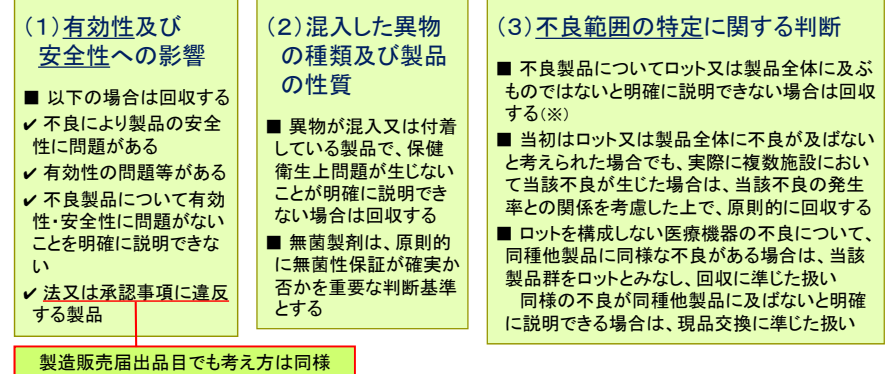 （１）有効性及び
安全性への影響
■ 以下の場合は回収する
✔ 不良により製品の安全
性に問題がある
✔ 有効性の問題等がある
✔ 不良製品について有効
性・安全性に問題がない
ことを明確に説明できな
い
✔ 法又は承認事項に違反
する製品
製造販売届出品目でも考え方は同様
（２）混入した異物
の種類及び製品
の性質
■ 異物が混入又は付着
している製品で、保健
衛生上問題が生じない
ことが明確に説明でき
ない場合は回収する
■ 無菌製剤は、原則的
に無菌性保証が確実か
否かを重要な判断基準
とする
（３）不良範囲の特定に関する判断
■ 不良製品についてロット又は製品全体に及ぶ
ものではないと明確に説明できない場合は回収
する（※）
■ 当初はロット又は製品全体に不良が及ばない
と考えられた場合でも、実際に複数施設におい
て当該不良が生じた場合は、当該不良の発生
率との関係を考慮した上で、原則的に回収する
■ ロットを構成しない医療機器の不良について、
同種他製品に同様な不良がある場合は、当該
製品群をロットとみなし、回収に準じた扱い
同様の不良が同種他製品に及ばないと明確
に説明できる場合は、現品交換に準じた扱い